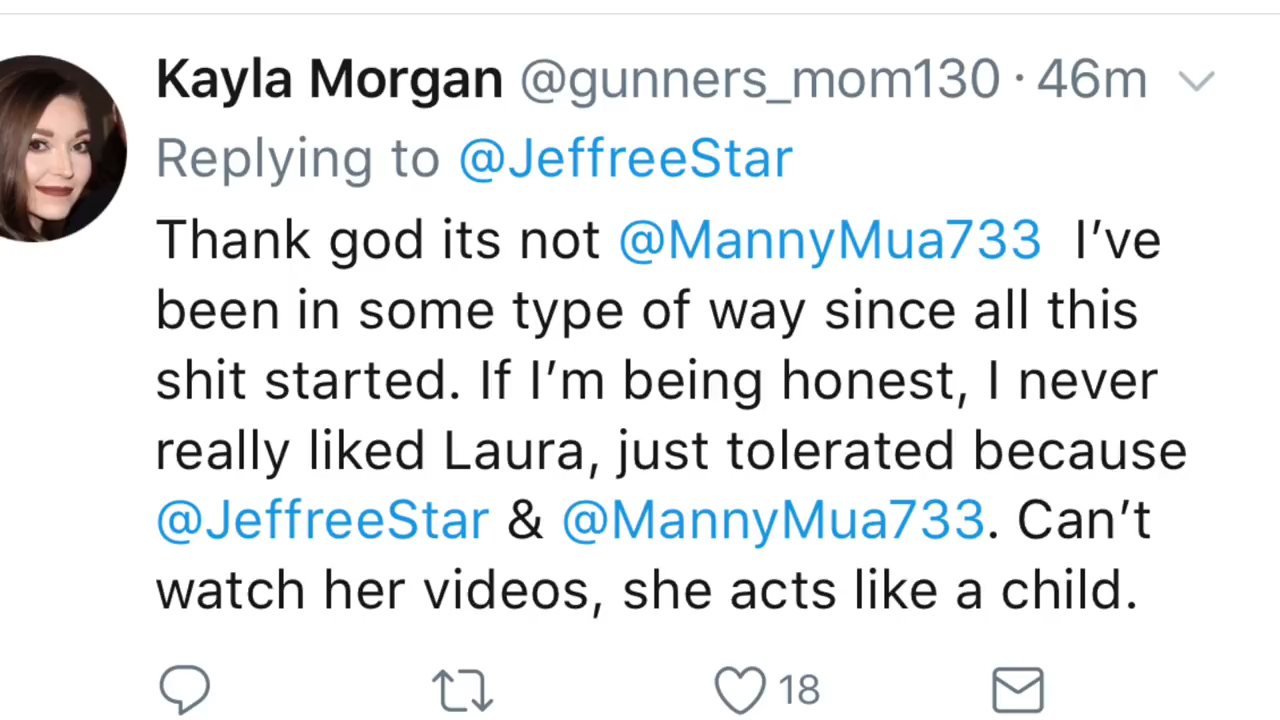 Kayla Morgan @gunners_mom130 · 46m
Replying to @JeffreeStar
Thank god its not @MannyMua733 I’ve
been in some type of way since all this
shit started. If I’m being honest, I never
really liked Laura, just tolerated because
@JeffreeStar & @MannyMua733. Can’t
watch her videos, she acts like a child.
18